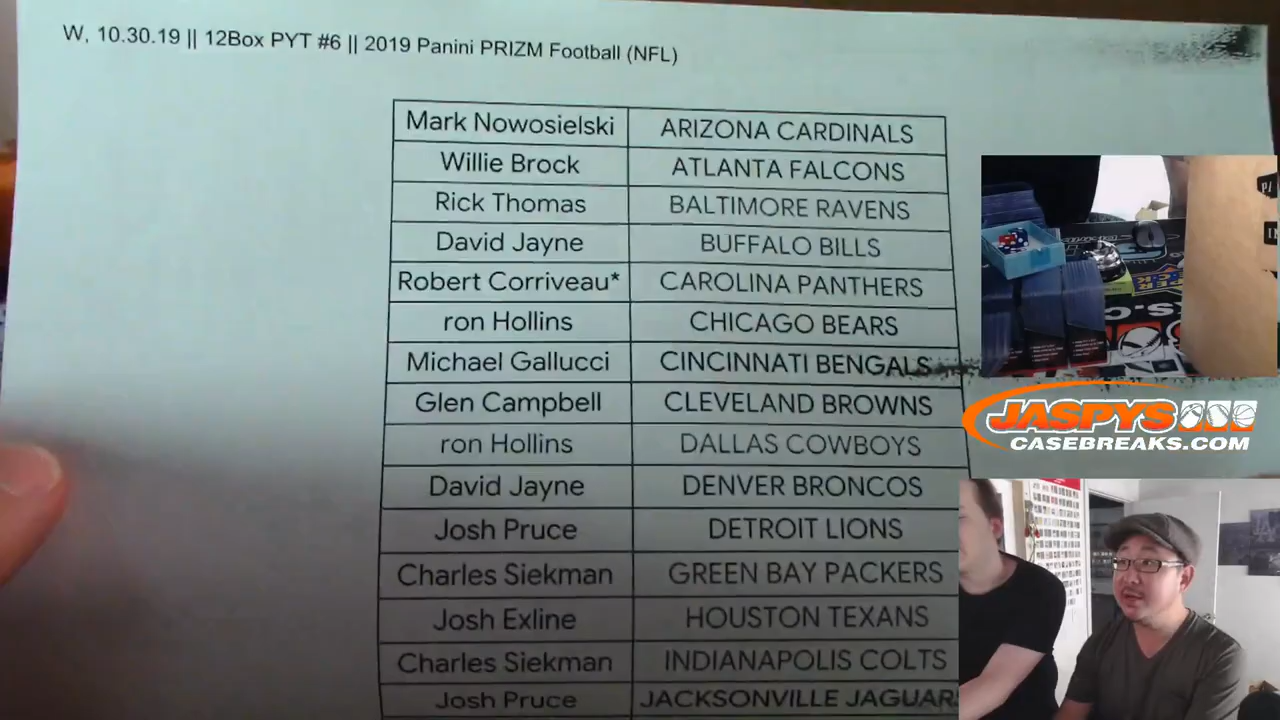 W, 10.30.19 || 12Box PYT #6 || 2019 Panini PRIZM Football (NFL)
Mark Nowosielski ARIZONA CARDINALS
Willie Brock ATLANTA FALCONS
Rick Thomas BALTIMORE RAVENS
David Jayne BUFFALO BILLS
Robert Corriveau* CAROLINA PANTHERS
ron Hollins CHICAGO BEARS
Michael Gallucci CINCINNATI BENGALS
Glen Campbell CLEVELAND BROWNS
ron Hollins DALLAS COWBOYS
David Jayne DENVER BRONCOS
Josh Pruce DETROIT LIONS
Charles Siekman GREEN BAY PACKERS
Josh Exline HOUSTON TEXANS
Charles Siekman INDIANAPOLIS COLTS
Josh Pruce JACKSONVILLE JAGUAR
JASPYS
CASEBREAKS.COM